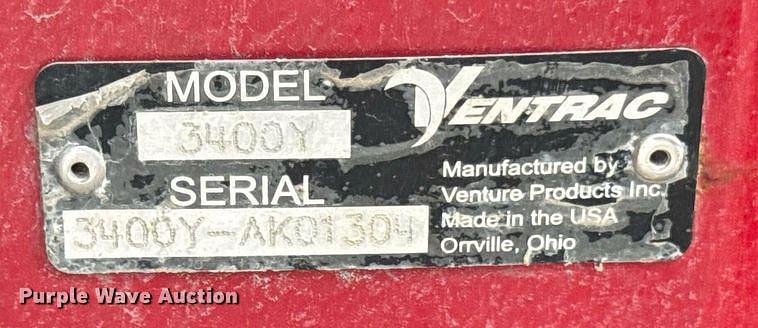 MODEL
3400Y
SERIAL
3400Y-AK01304
VENTRAC
Manufactured by
Venture Products Inc.
Made in the USA
Orrville, Ohio
Purple Wave Auction